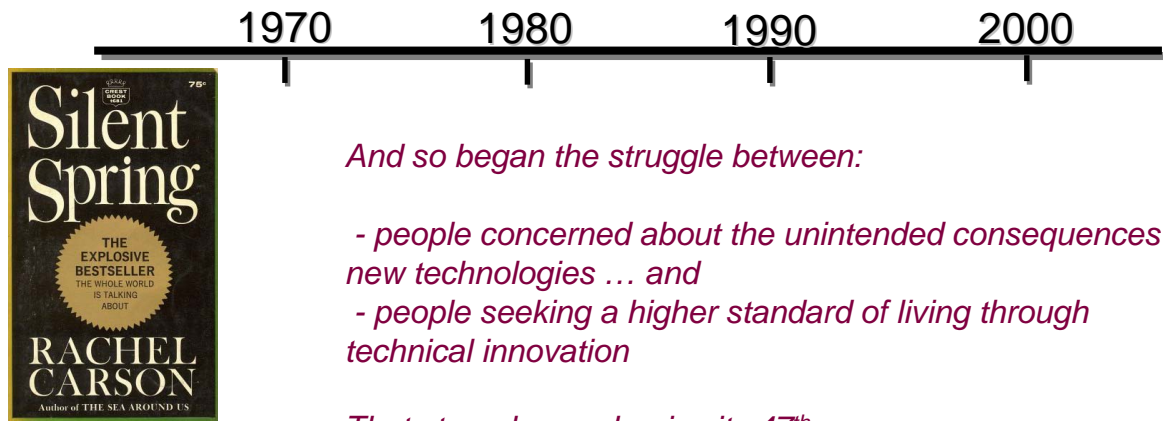 1970 1980 1990 2000
75¢
CREST
BOOK
Silent
Spring
THE
EXPLOSIVE
BESTSELLER
THE WHOLE WORLD
IS TALKING
ABOUT
RACHEL
CARSON
Author of THE SEA AROUND US
And so began the struggle between:
- people concerned about the unintended consequences
new technologies … and
- people seeking a higher standard of living through
technical innovation